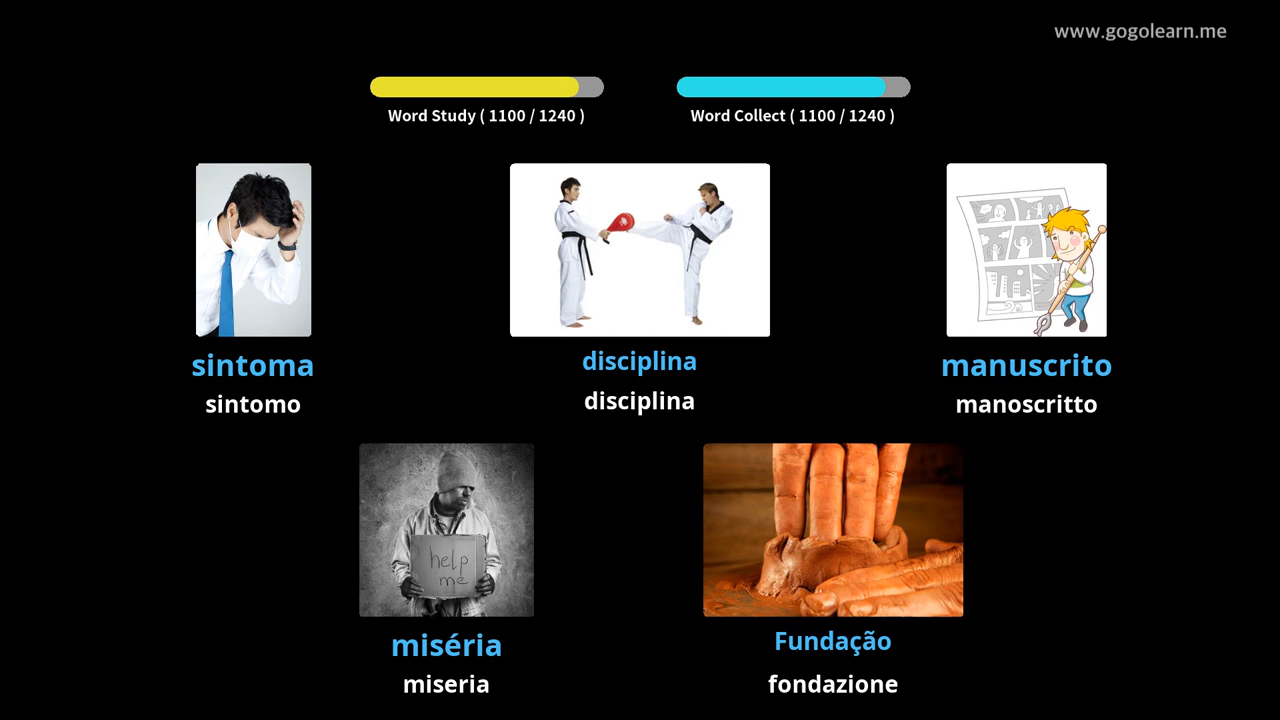 www.gogolearn.me
Word Study ( 1100 / 1240 )
Word Collect ( 1100 / 1240 )
sintoma
sintomo
disciplina
disciplina
manuscrito
manoscritto
help
me
miséria
miseria
Fundação
fondazione